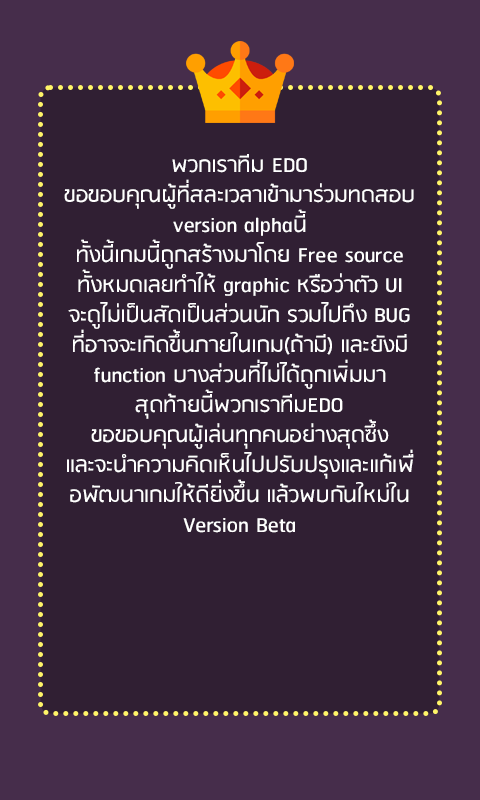 พวกเราทีม EDO
ขอขอบคุณผู้ที่สละเวลาเข้ามาร่วมทดสอบ
version alphaนี้
ทั้งนี้เกมนี้ถูกสร้างมาโดย Free source
ทั้งหมดเลยทำให้ graphic หรือว่าตัว UI
จะดูไม่เป็นสัดเป็นส่วนนัก รวมไปถึง BUG
ที่อาจจะเกิดขึ้นภายในเกม(ถ้ามี) และยังมี
function บางส่วนที่ไม่ได้ถูกเพิ่มมา
สุดท้ายนี้พวกเราทีมEDO
ขอขอบคุณผู้เล่นทุกคนอย่างสุดซึ้ง
และจะนำความคิดเห็นไปปรับปรุงและแก้เพื่
อพัฒนาเกมให้ดียิ่งขึ้น แล้วพบกันใหม่ใน
Version Beta